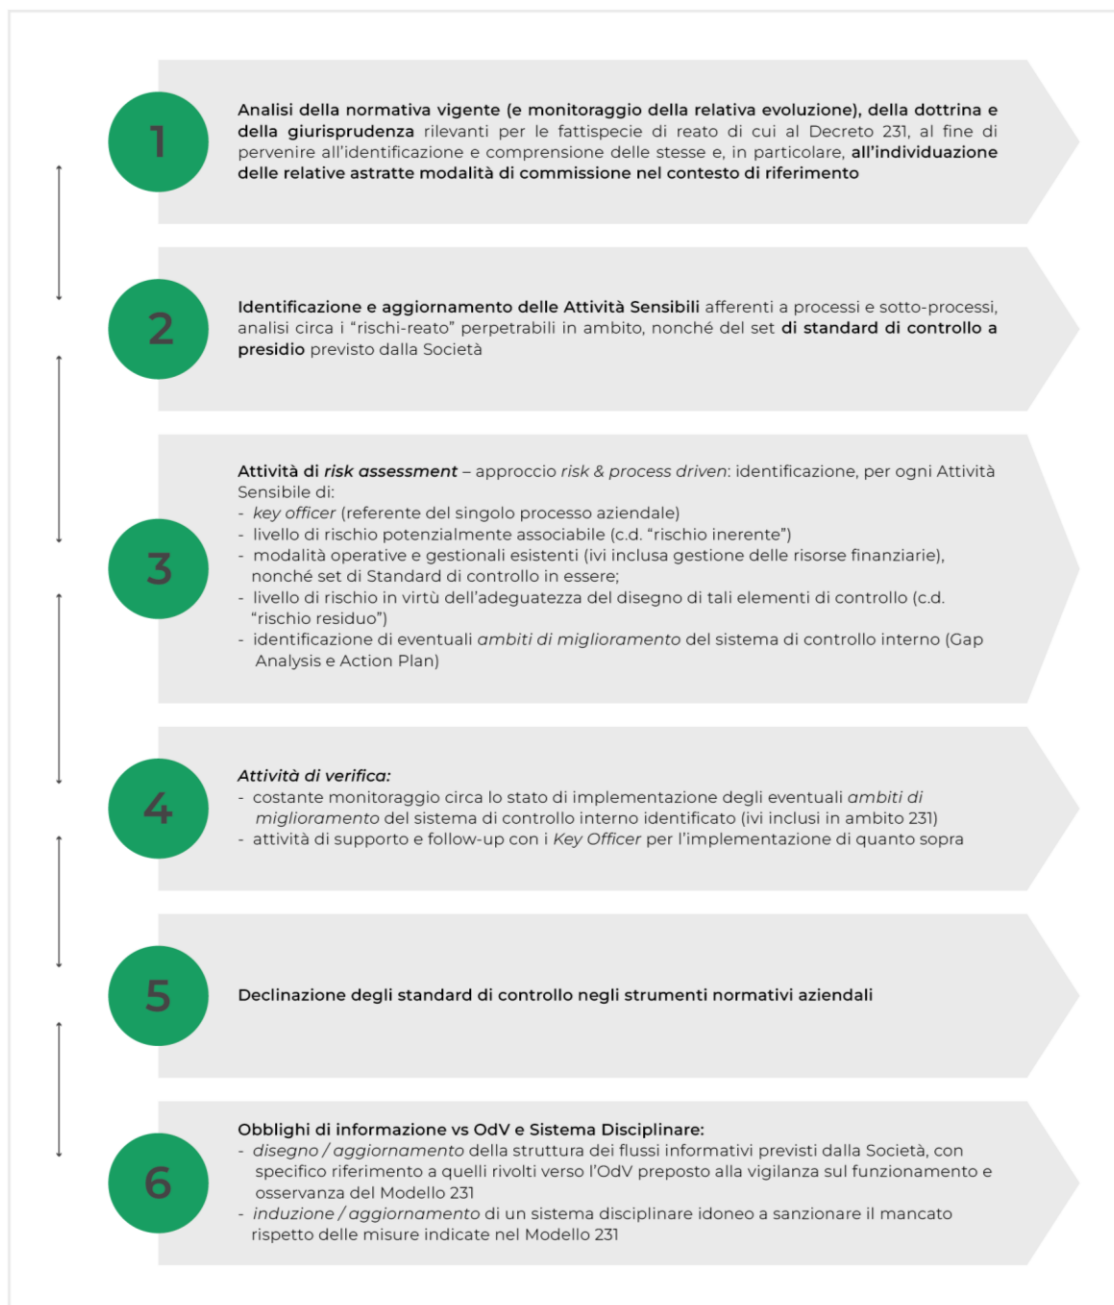 1
Analisi della normativa vigente (e monitoraggio della relativa evoluzione), della dottrina e
della giurisprudenza rilevanti per le fattispecie di reato di cui al Decreto 231, al fine di
pervenire all’identificazione e comprensione delle stesse e, in particolare, all’individuazione
delle relative astratte modalità di commissione nel contesto di riferimento
2
Identificazione e aggiornamento delle Attività Sensibili afferenti a processi e sotto-processi,
analisi circa i “rischi-reato” perpetrabili in ambito, nonché del set di standard di controllo a
presidio previsto dalla Società
3
Attività di risk assessment – approccio risk & process driven: identificazione, per ogni Attività
Sensibile di:
- key officer (referente del singolo processo aziendale)
- livello di rischio potenzialmente associabile (c.d. “rischio inerente”)
- modalità operative e gestionali esistenti (ivi inclusa gestione delle risorse finanziarie),
nonché set di Standard di controllo in essere;
- livello di rischio in virtù dell’adeguatezza del disegno di tali elementi di controllo (c.d.
“rischio residuo”)
- identificazione di eventuali ambiti di miglioramento del sistema di controllo interno (Gap
Analysis e Action Plan)
4
Attività di verifica:
- costante monitoraggio circa lo stato di implementazione degli eventuali ambiti di
miglioramento del sistema di controllo interno identificato (ivi inclusi in ambito 231)
- attività di supporto e follow-up con i Key Officer per l’implementazione di quanto sopra
5
Declinazione degli standard di controllo negli strumenti normativi aziendali
6
Obblighi di informazione vs OdV e Sistema Disciplinare:
- disegno / aggiornamento della struttura dei flussi informativi previsti dalla Società, con
specifico riferimento a quelli rivolti verso l’OdV preposto alla vigilanza sul funzionamento e
osservanza del Modello 231
- induzione / aggiornamento di un sistema disciplinare idoneo a sanzionare il mancato
rispetto delle misure indicate nel Modello 231